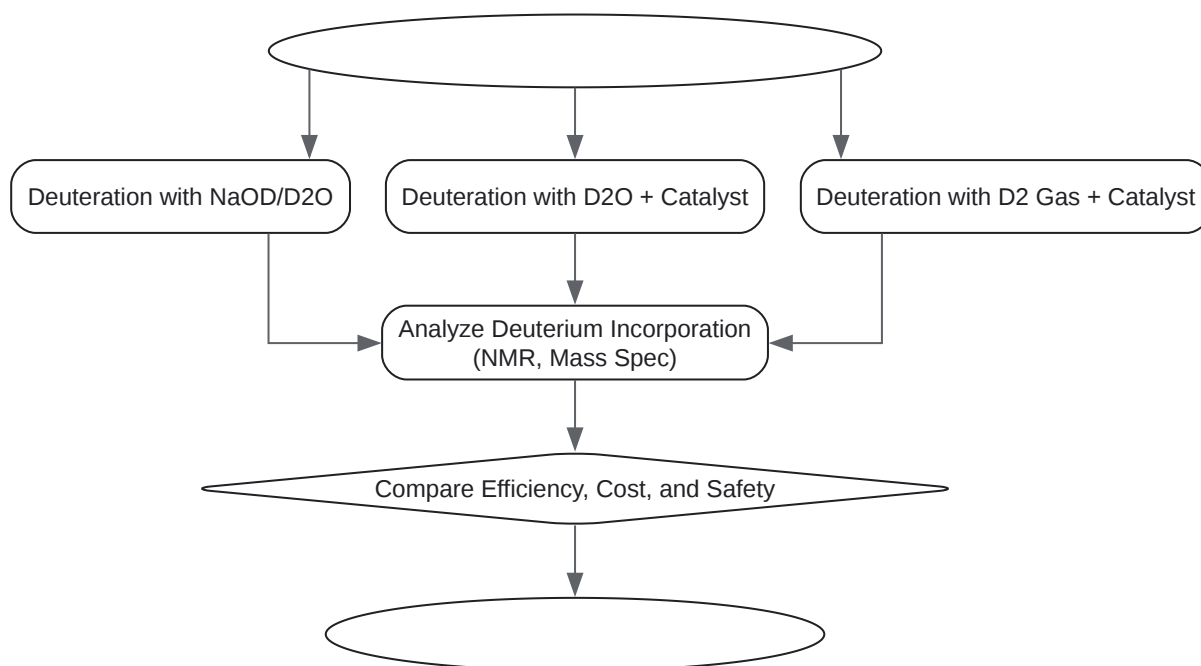 Deuteration with NaOD/D2O
Deuteration with D2O + Catalyst
Deuteration with D2 Gas + Catalyst
Analyze Deuterium Incorporation
(NMR, Mass Spec)
Compare Efficiency, Cost, and Safety